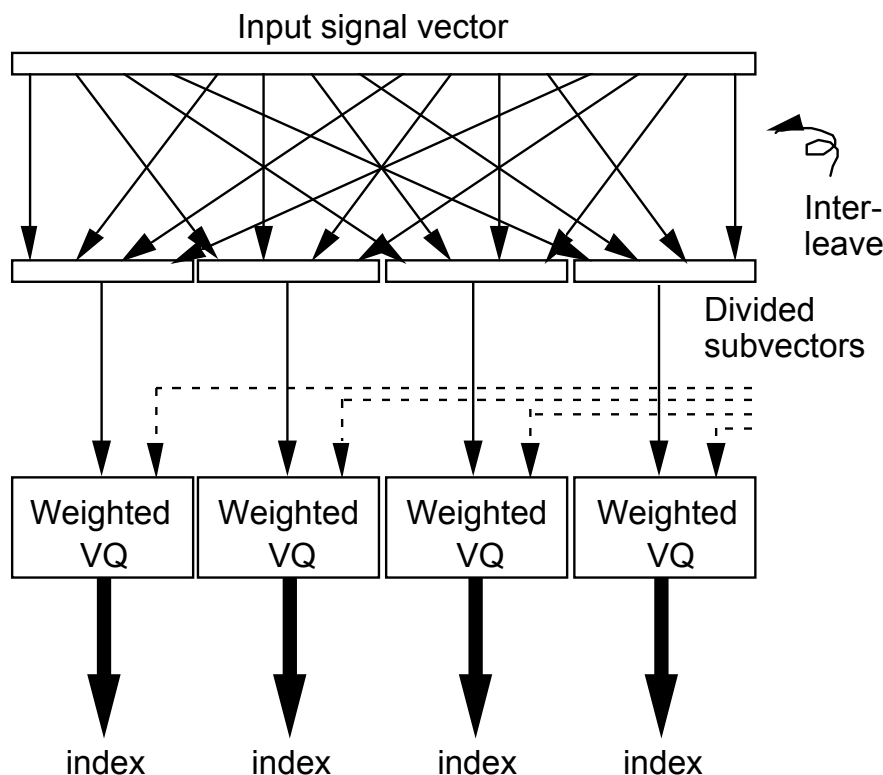 Input signal vector
Inter-
leave
Divided
subvectors
Weighted
VQ
Weighted
VQ
Weighted
VQ
Weighted
VQ
index
index
index
index